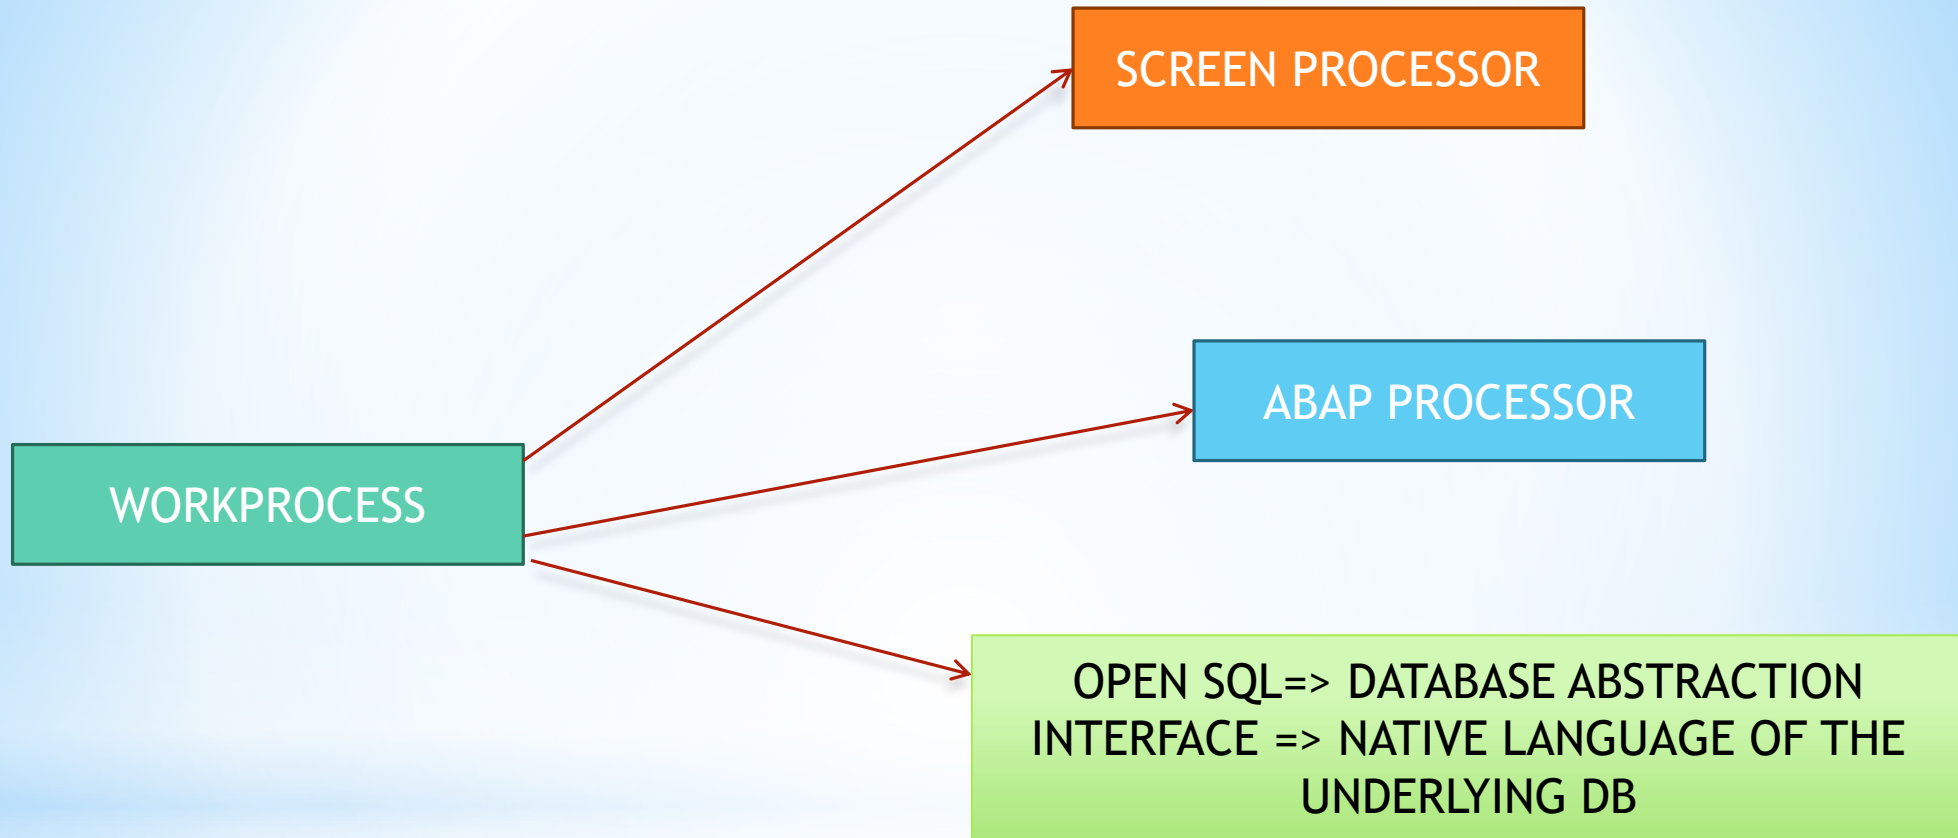 SCREEN PROCESSOR
ABAP PROCESSOR
WORKPROCESS
OPEN SQL=> DATABASE ABSTRACTION
INTERFACE => NATIVE LANGUAGE OF THE
UNDERLYING DB